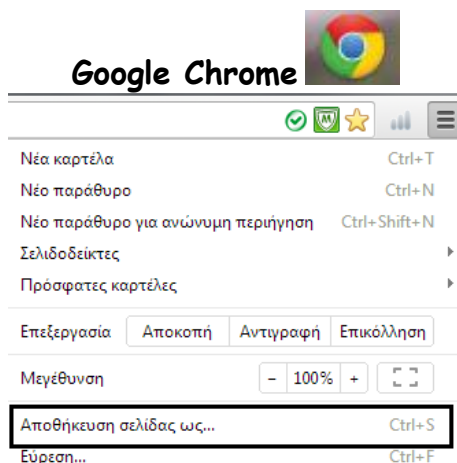 Google Chrome
Νέα καρτέλα Ctrl+T
Νέο παράθυρο Ctrl+N
Νέο παράθυρο για ανώνυμη περιήγηση Ctrl+Shift+N
Σελιδοδείκτες
Πρόσφατες καρτέλες
Επεξεργασία Αποκοπή Αντιγραφή Επικόλληση
Μεγέθυνση - 100% +
Αποθήκευση σελίδας ως... Ctrl+S
Εύρεση... Ctrl+F